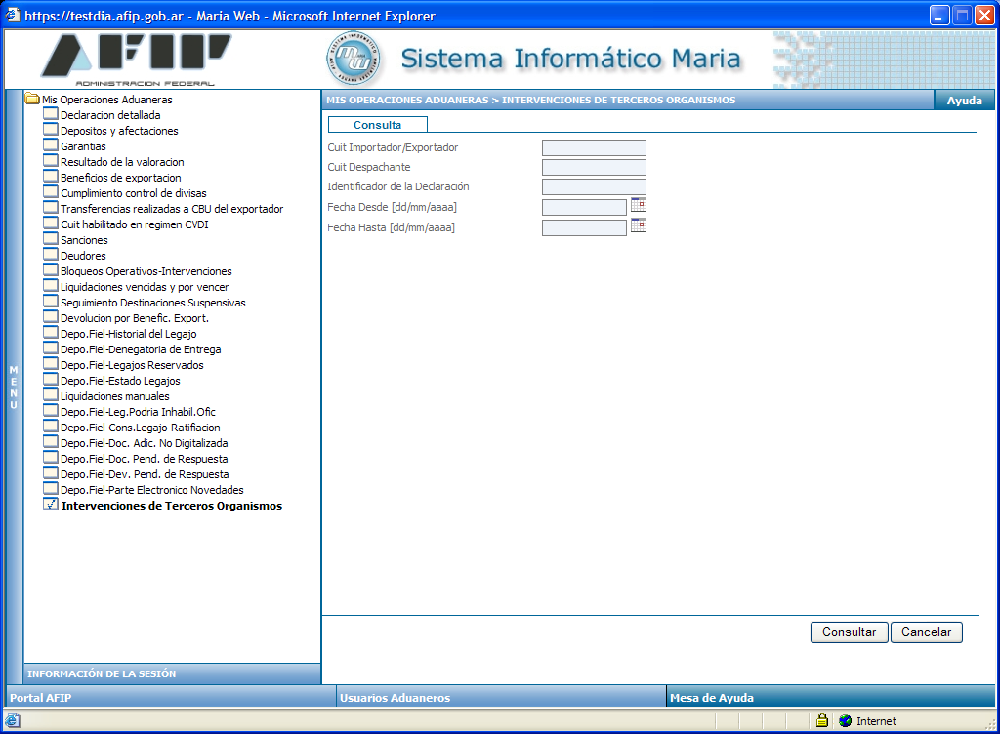 https://testdia.afip.gob.ar - Maria Web - Microsoft Internet Explorer
AFIP
ADMINISTRACION FEDERAL
Sistema Informático Maria
Mis Operaciones Aduaneras
Declaracion detallada
Depositos y afectaciones
Garantias
Resultado de la valoracion
Beneficios de exportacion
Cumplimiento control de divisas
Transferencias realizadas a CBU del exportador
Cuit habilitado en regimen CVDI
Sanciones
Deudores
Bloqueos Operativos-Intervenciones
Liquidaciones vencidas y por vencer
Seguimiento Destinaciones Suspensivas
Devolucion por Benefic. Export.
Depo.Fiel-Historial del Legajo
Depo.Fiel-Denegatoria de Entrega
Depo.Fiel-Legajos Reservados
Depo.Fiel-Estado Legajos
Liquidaciones manuales
Depo.Fiel-Leg.Podria Inhabil.Ofic
Depo.Fiel-Cons.Legajo-Ratifiacion
Depo.Fiel-Doc. Adic. No Digitalizada
Depo.Fiel-Doc. Pend. de Respuesta
Depo.Fiel-Dev. Pend. de Respuesta
Depo.Fiel-Parte Electronico Novedades
Intervenciones de Terceros Organismos
MENU
INFORMACIÓN DE LA SESIÓN
MIS OPERACIONES ADUANERAS > INTERVENCIONES DE TERCEROS ORGANISMOS
Ayuda
Consulta
Cuit Importador/Exportador
Cuit Despachante
Identificador de la Declaración
Fecha Desde [dd/mm/aaaa]
Fecha Hasta [dd/mm/aaaa]
Consultar
Cancelar
Portal AFIP
Usuarios Aduaneros
Mesa de Ayuda
Internet